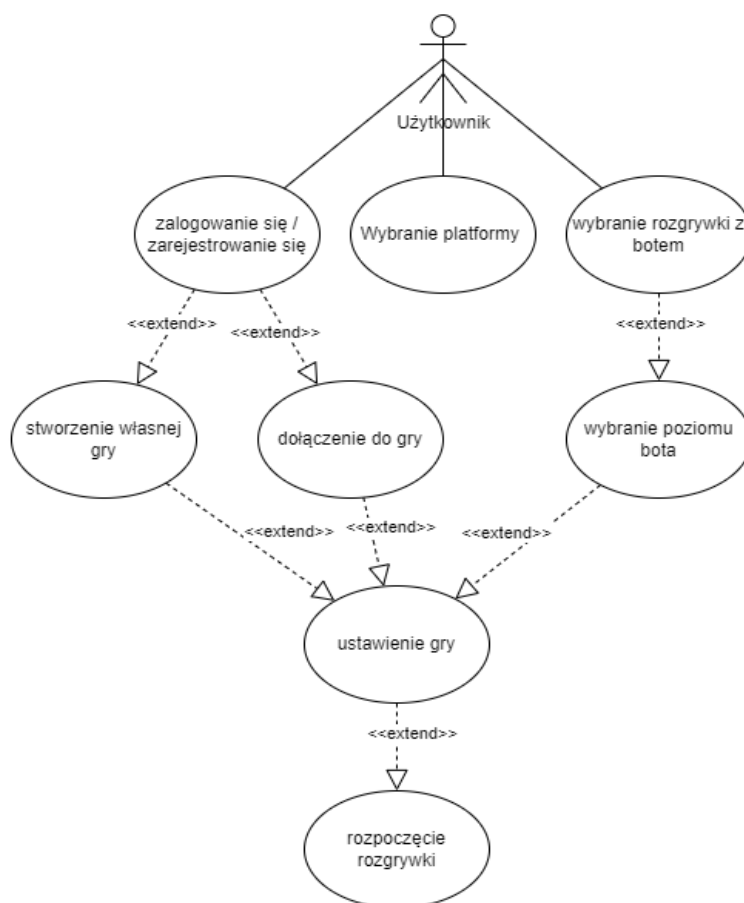 Użytkownik
zalogowanie się /
zarejestrowanie się
Wybranie platformy
wybranie rozgrywki z
botem
<<extend>>
<<extend>>
<<extend>>
stworzenie własnej
gry
dołączenie do gry
wybranie poziomu
bota
<<extend>>
<<extend>>
<<extend>>
ustawienie gry
<<extend>>
rozpoczęcie
rozgrywki